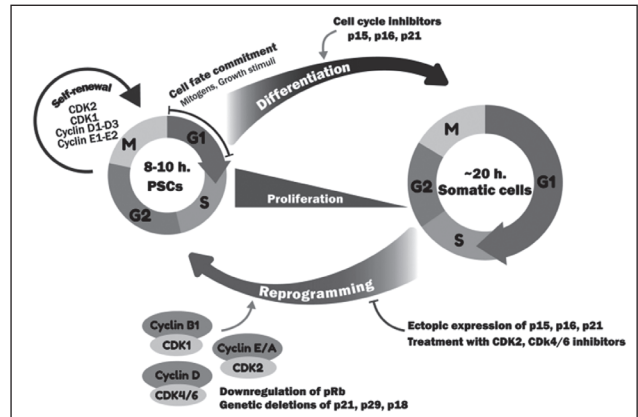 Cell cycle inhibitors
p15, p16, p21
Cell fate commitment
Mitogens, Growth stimuli
Differentiation
Self-renewal
CDK2
CDK1
Cyclin D1-D3
Cyclin E1-E2
M
G1
S
G2
8-10 h.
PSCs
Proliferation
M
G1
S
G2
~20 h.
Somatic cells
Reprogramming
Cyclin B1
CDK1
Cyclin E/A
CDK2
Cyclin D
CDK4/6
Downregulation of pRb
Genetic deletions of p21, p29, p18
Ectopic expression of p15, p16, p21
Treatment with CDK2, CDk4/6 inhibitors